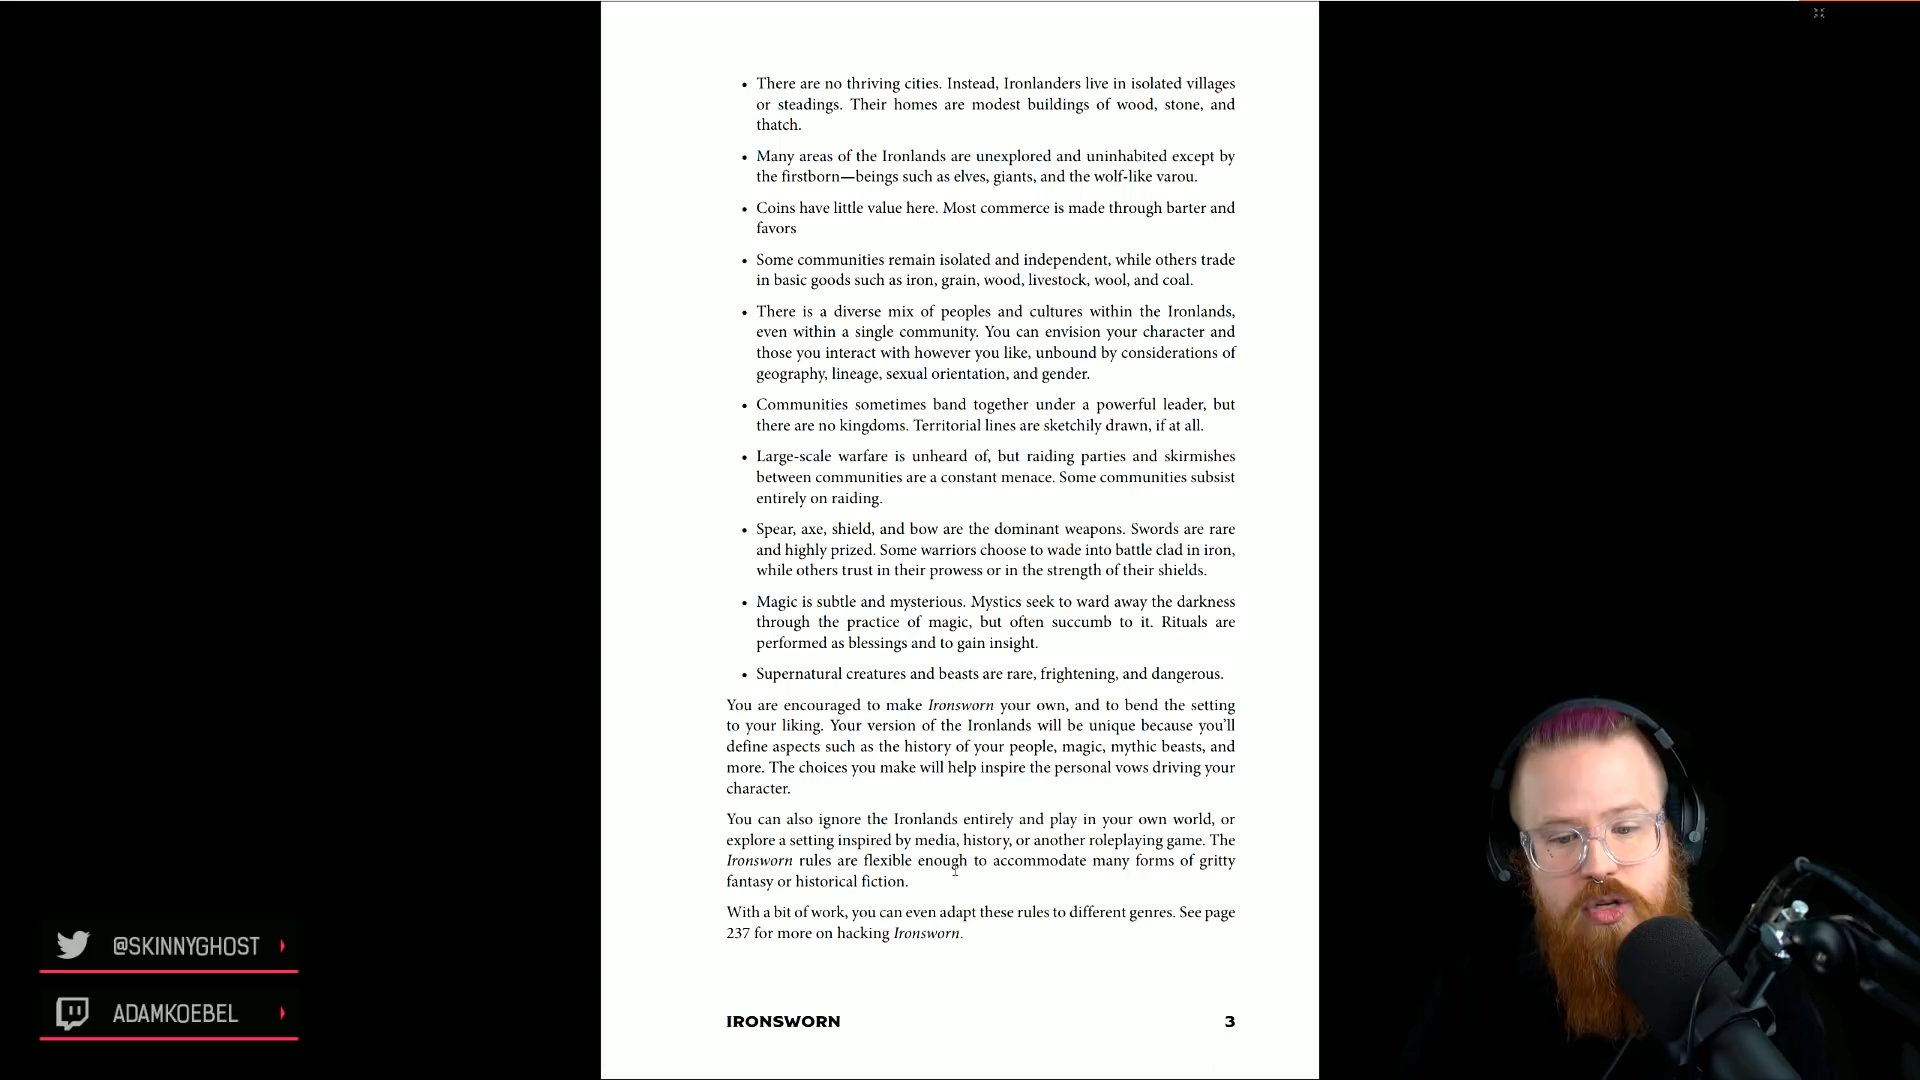 • There are no thriving cities. Instead, Ironlanders live in isolated villages
or steadings. Their homes are modest buildings of wood, stone, and
thatch.
• Many areas of the Ironlands are unexplored and uninhabited except by
the firstborn—beings such as elves, giants, and the wolf-like varou.
• Coins have little value here. Most commerce is made through barter and
favors
• Some communities remain isolated and independent, while others trade
in basic goods such as iron, grain, wood, livestock, wool, and coal.
• There is a diverse mix of peoples and cultures within the Ironlands,
even within a single community. You can envision your character and
those you interact with however you like, unbound by considerations of
geography, lineage, sexual orientation, and gender.
• Communities sometimes band together under a powerful leader, but
there are no kingdoms. Territorial lines are sketchily drawn, if at all.
• Large-scale warfare is unheard of, but raiding parties and skirmishes
between communities are a constant menace. Some communities subsist
entirely on raiding.
• Spear, axe, shield, and bow are the dominant weapons. Swords are rare
and highly prized. Some warriors choose to wade into battle clad in iron,
while others trust in their prowess or in the strength of their shields.
• Magic is subtle and mysterious. Mystics seek to ward away the darkness
through the practice of magic, but often succumb to it. Rituals are
performed as blessings and to gain insight.
• Supernatural creatures and beasts are rare, frightening, and dangerous.
You are encouraged to make Ironsworn your own, and to bend the setting
to your liking. Your version of the Ironlands will be unique because you'll
define aspects such as the history of your people, magic, mythic beasts, and
more. The choices you make will help inspire the personal vows driving your
character.
You can also ignore the Ironlands entirely and play in your own world, or
explore a setting inspired by media, history, or another roleplaying game. The
Ironsworn rules are flexible enough to accommodate many forms of gritty
fantasy or historical fiction.
With a bit of work, you can even adapt these rules to different genres. See page
237 for more on hacking Ironsworn.
IRONSWORN 3
@SKINNYGHOST
ADAMKOEBEL